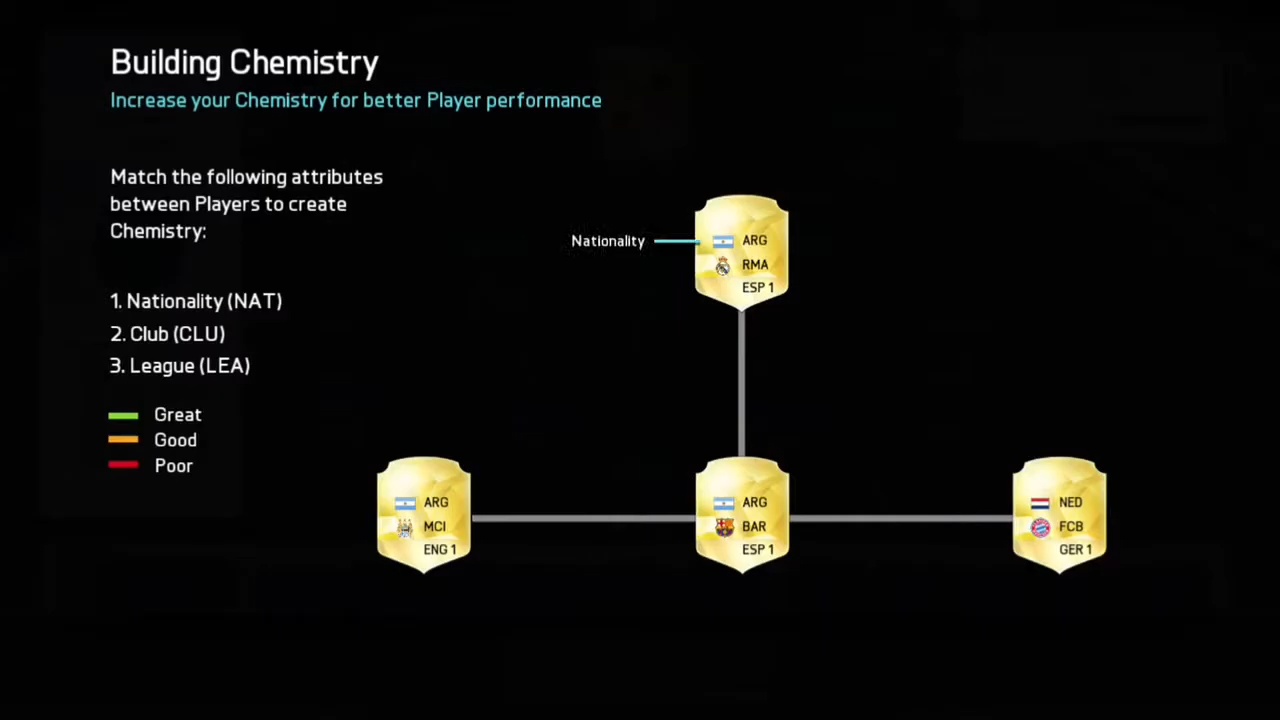 Building Chemistry
Increase your Chemistry for better Player performance
Match the following attributes
between Players to create
Chemistry:
1. Nationality (NAT)
2. Club (CLU)
3. League (LEA)
Great
Good
Poor
Nationality
ARG
RMA
ESP 1
ARG
MCI
ENG 1
ARG
BAR
ESP 1
NED
FCB
GER 1